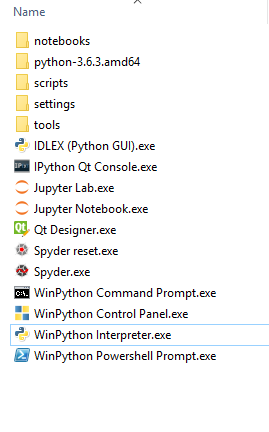 Name
notebooks
python-3.6.3.amd64
scripts
settings
tools
IDLEX (Python GUI).exe
IPython Qt Console.exe
Jupyter Lab.exe
Jupyter Notebook.exe
Qt Designer.exe
Spyder reset.exe
Spyder.exe
WinPython Command Prompt.exe
WinPython Control Panel.exe
WinPython Interpreter.exe
WinPython Powershell Prompt.exe